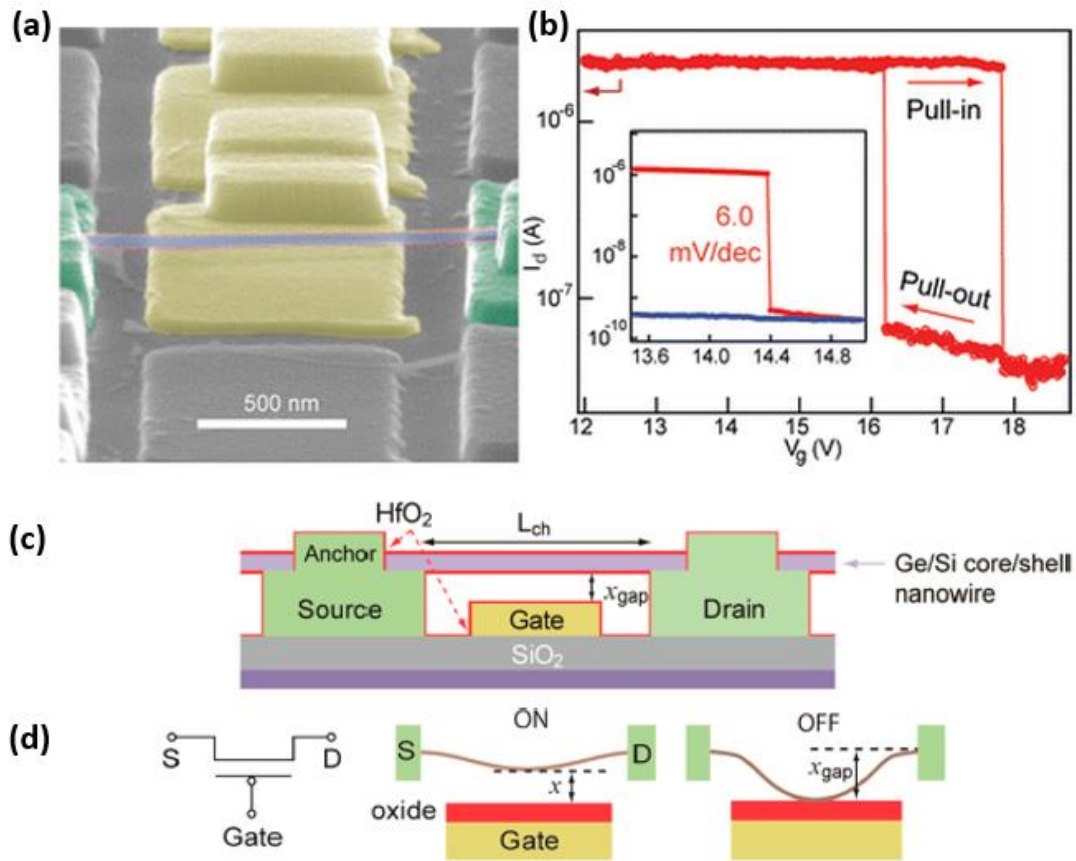 (a)
500 nm
(b)
10⁻⁶
10⁻⁷
I_d (A)
Pull-in
Pull-out
10⁻⁶
10⁻⁸
10⁻¹⁰
6.0
mV/dec
13.6 14.0 14.4 14.8
12 13 14 15 16 17 18
V_g (V)
(c)
HfO₂
L_ch
Anchor
x_gap
Ge/Si core/shell
nanowire
Source
Gate
Drain
SiO₂
(d)
S
D
Gate
ON
S
D
x
oxide
Gate
OFF
x_gap